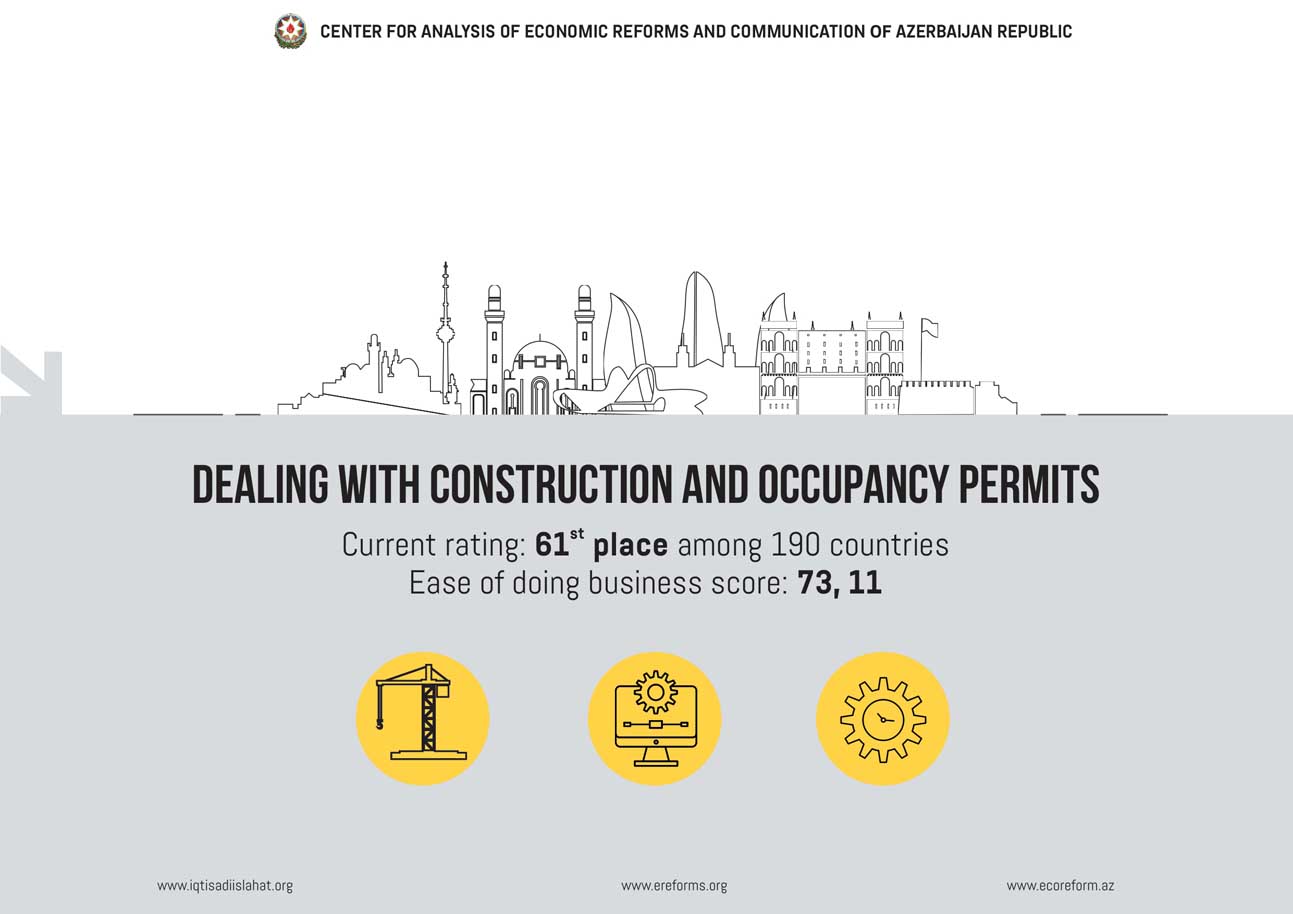 CENTER FOR ANALYSIS OF ECONOMIC REFORMS AND COMMUNICATION OF AZERBAIJAN REPUBLIC
DEALING WITH CONSTRUCTION AND OCCUPANCY PERMITS
Current rating: 61st place among 190 countries
Ease of doing business score: 73, 11
www.iqtisadiislahat.org
www.ereforms.org
www.ecoreform.az